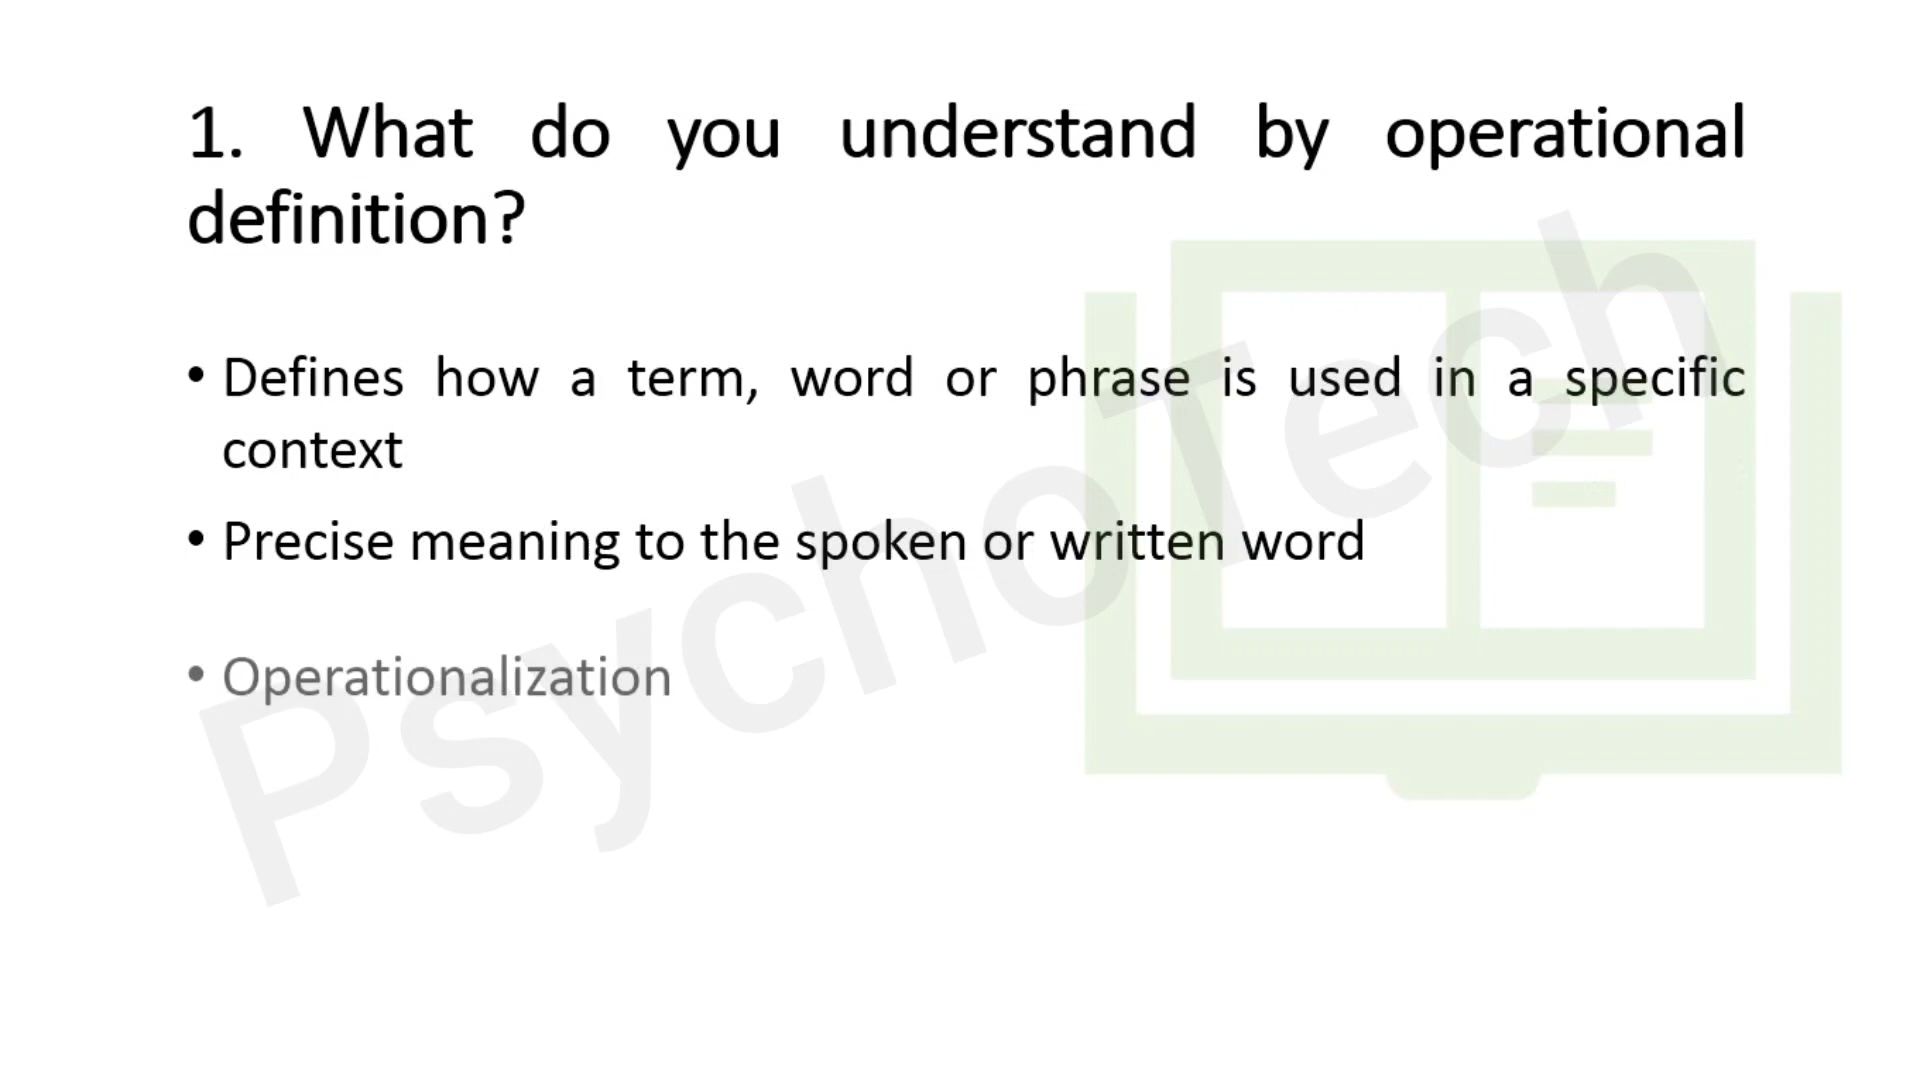 1. What do you understand by operational
definition?
• Defines how a term, word or phrase is used in a specific
context
• Precise meaning to the spoken or written word
• Operationalization
PsychoTech